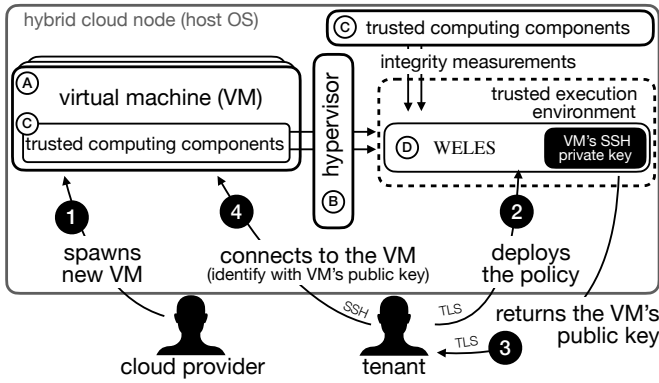 hybrid cloud node (host OS)
C trusted computing components
integrity measurements
A
virtual machine (VM)
C
trusted computing components
hypervisor
B
trusted execution
environment
D WELES
VM's SSH
private key
1
spawns
new VM
4
connects to the VM
(identify with VM's public key)
2
deploys
the policy
SSH
TLS
returns the VM's
public key
TLS
3
cloud provider
tenant